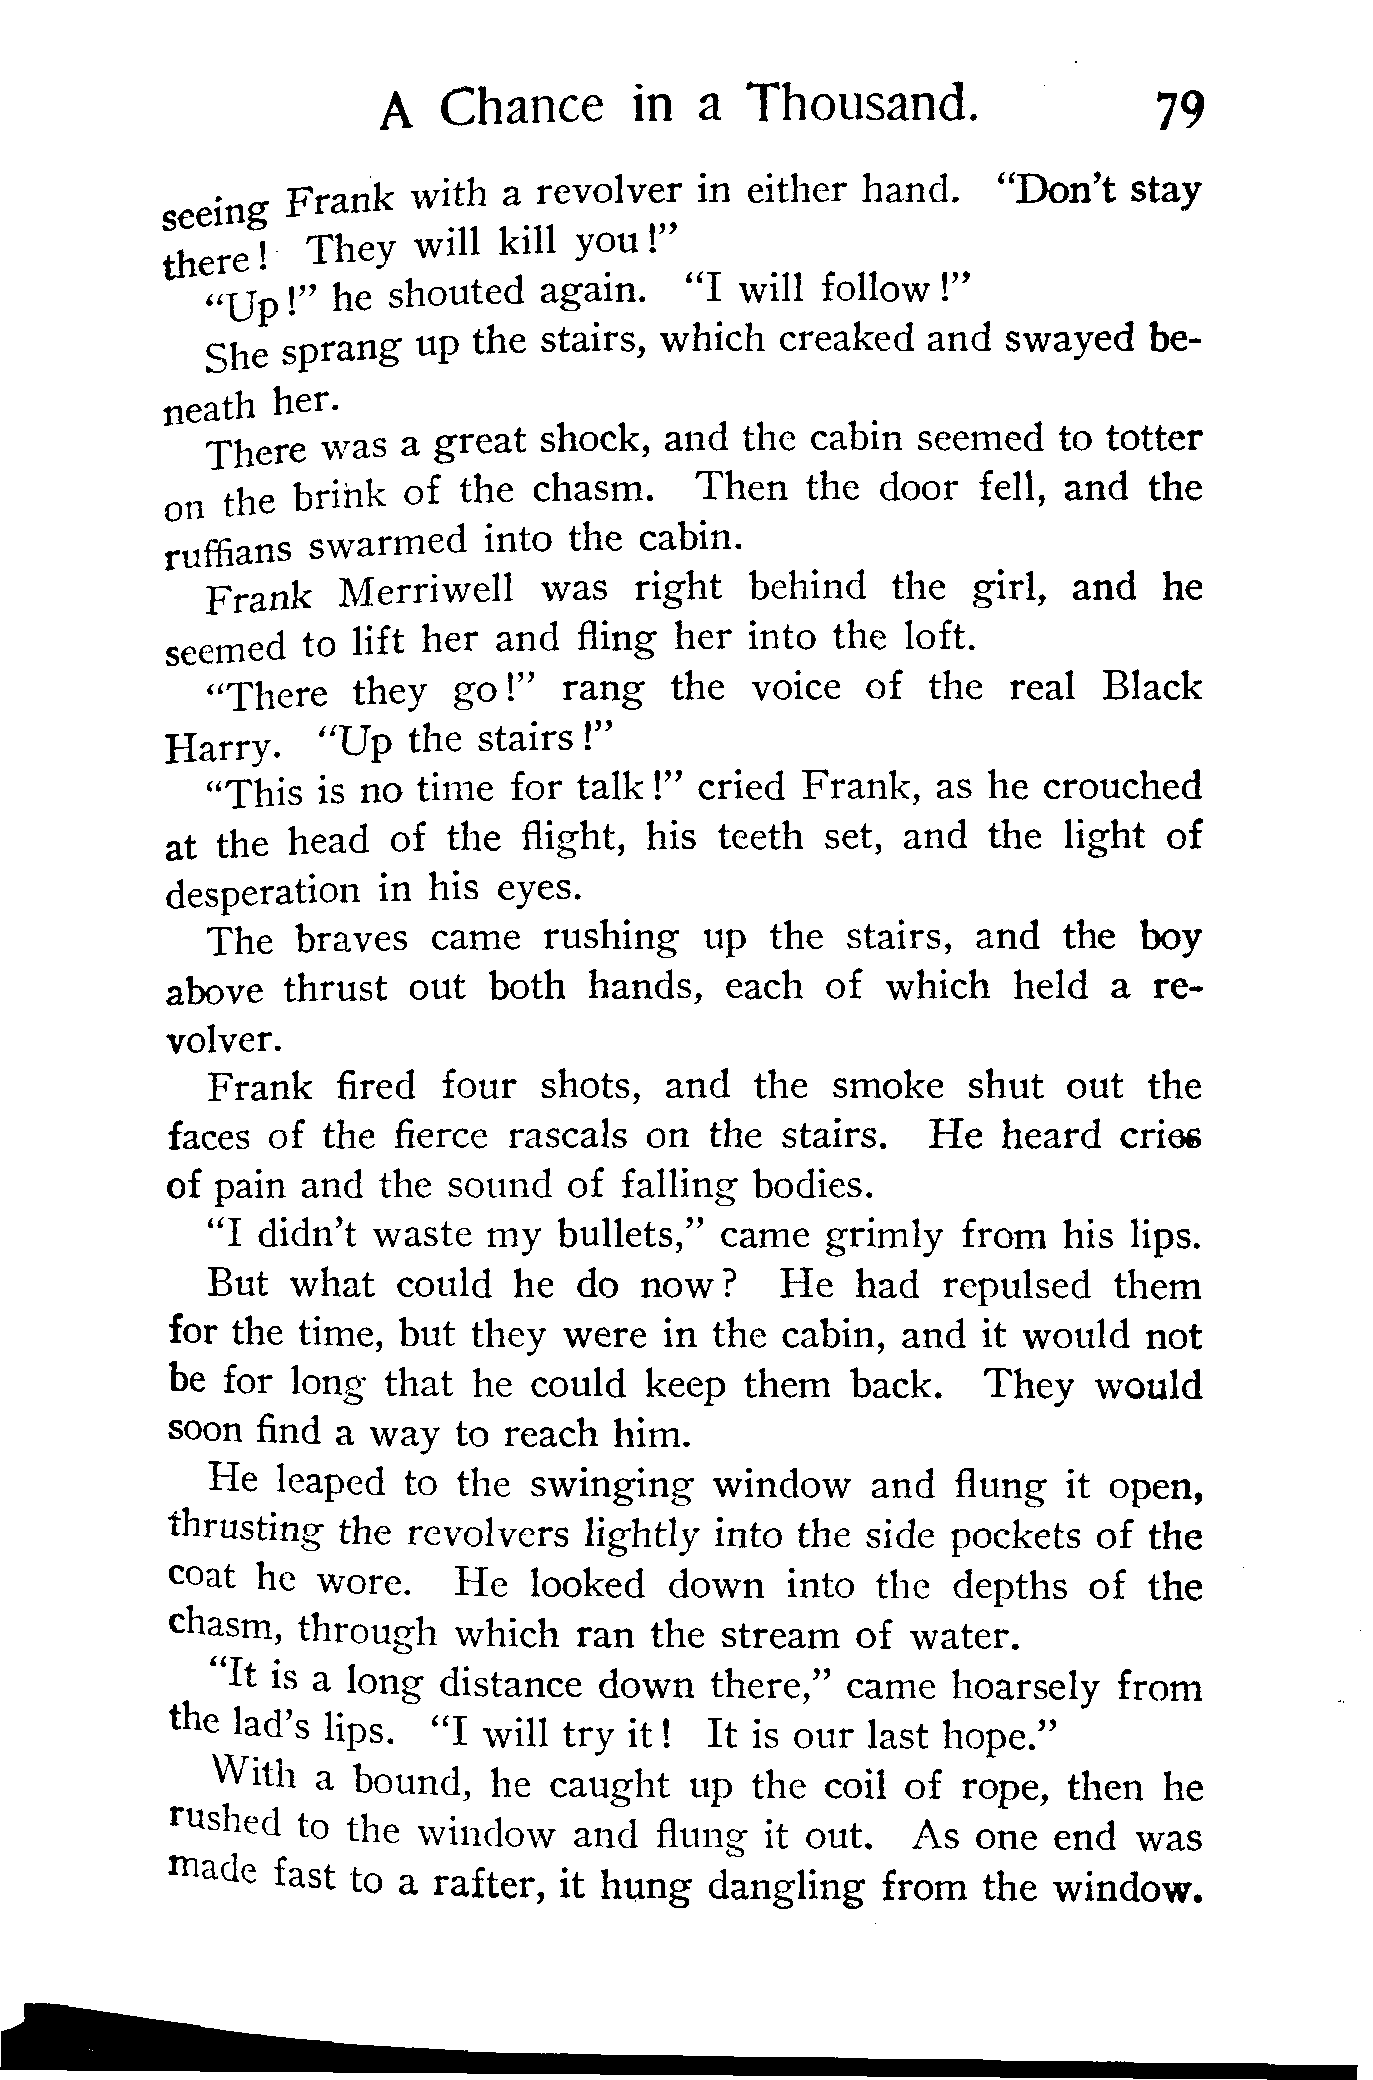 A Chance in a Thousand. 79
seeing Frank with a revolver in either hand. “Don’t stay
there! They will kill you!”
“Up!” he shouted again. “I will follow!”
She sprang up the stairs, which creaked and swayed be-
neath her.
There was a great shock, and the cabin seemed to totter
on the brink of the chasm. Then the door fell, and the
ruffians swarmed into the cabin.
Frank Merriwell was right behind the girl, and he
seemed to lift her and fling her into the loft.
“There they go!” rang the voice of the real Black
Harry. “Up the stairs!”
“This is no time for talk!” cried Frank, as he crouched
at the head of the flight, his teeth set, and the light of
desperation in his eyes.
The braves came rushing up the stairs, and the boy
above thrust out both hands, each of which held a re-
volver.
Frank fired four shots, and the smoke shut out the
faces of the fierce rascals on the stairs. He heard cries
of pain and the sound of falling bodies.
“I didn’t waste my bullets,” came grimly from his lips.
But what could he do now? He had repulsed them
for the time, but they were in the cabin, and it would not
be for long that he could keep them back. They would
soon find a way to reach him.
He leaped to the swinging window and flung it open,
thrusting the revolvers lightly into the side pockets of the
coat he wore. He looked down into the depths of the
chasm, through which ran the stream of water.
“It is a long distance down there,” came hoarsely from
the lad’s lips. “I will try it! It is our last hope.”
With a bound, he caught up the coil of rope, then he
rushed to the window and flung it out. As one end was
made fast to a rafter, it hung dangling from the window.